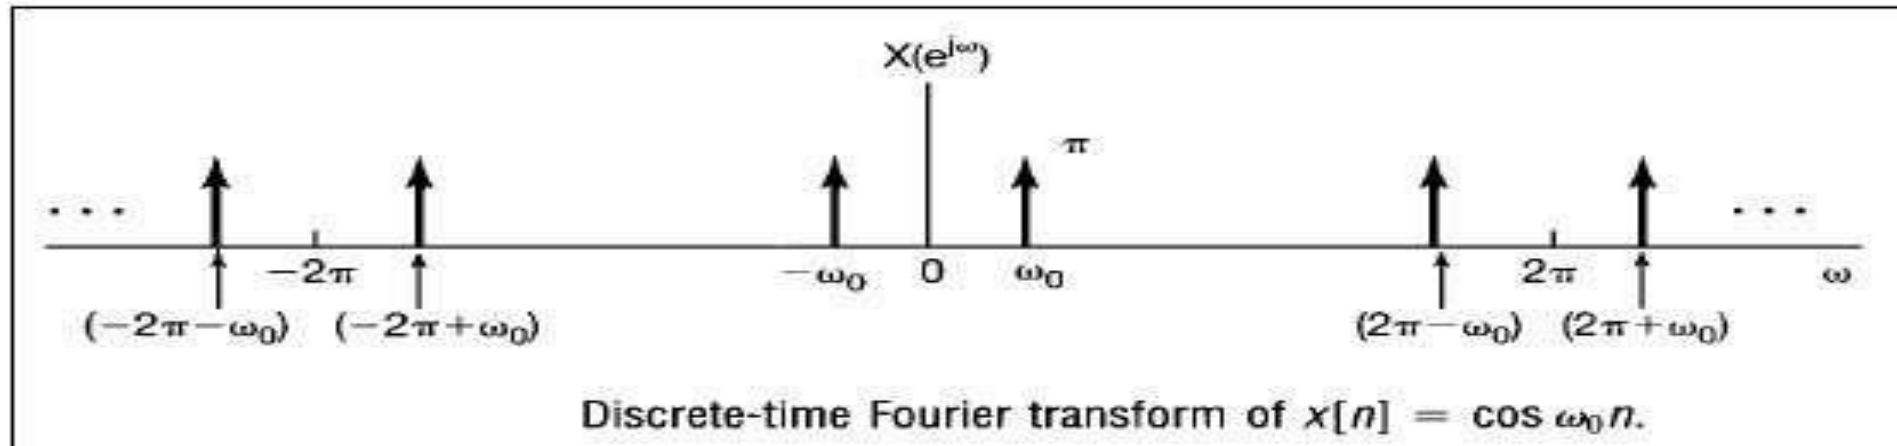 X(e^jω)
π
. . . . . .
−2π −ω₀ 0 ω₀ 2π ω
(−2π−ω₀) (−2π+ω₀) (2π−ω₀) (2π+ω₀)
Discrete-time Fourier transform of x[n] = cos ω₀n.